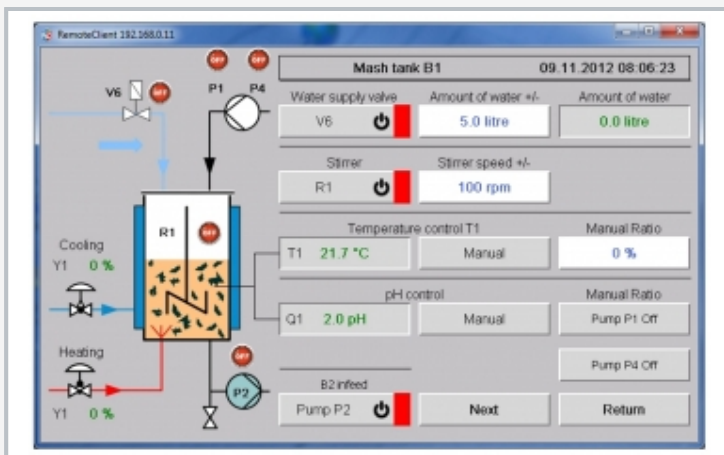 RemoteClient 192.168.0.11
OFF OFF
Mash tank B1 09.11.2012 08:06:23
V6 OFF P1 P4
Water supply valve Amount of water +/- Amount of water
V6 5.0 litre 0.0 litre
Stirrer Stirrer speed +/-
R1 100 rpm
R1 OFF
Temperature control T1 Manual Ratio
Cooling
T1 21.7 °C Manual 0 %
Y1 0 %
pH control Manual Ratio
Q1 2.0 pH Manual Pump P1 Off
Heating
OFF
Pump P4 Off
B2 infeed
P2
Pump P2 Next Return
Y1 0 %